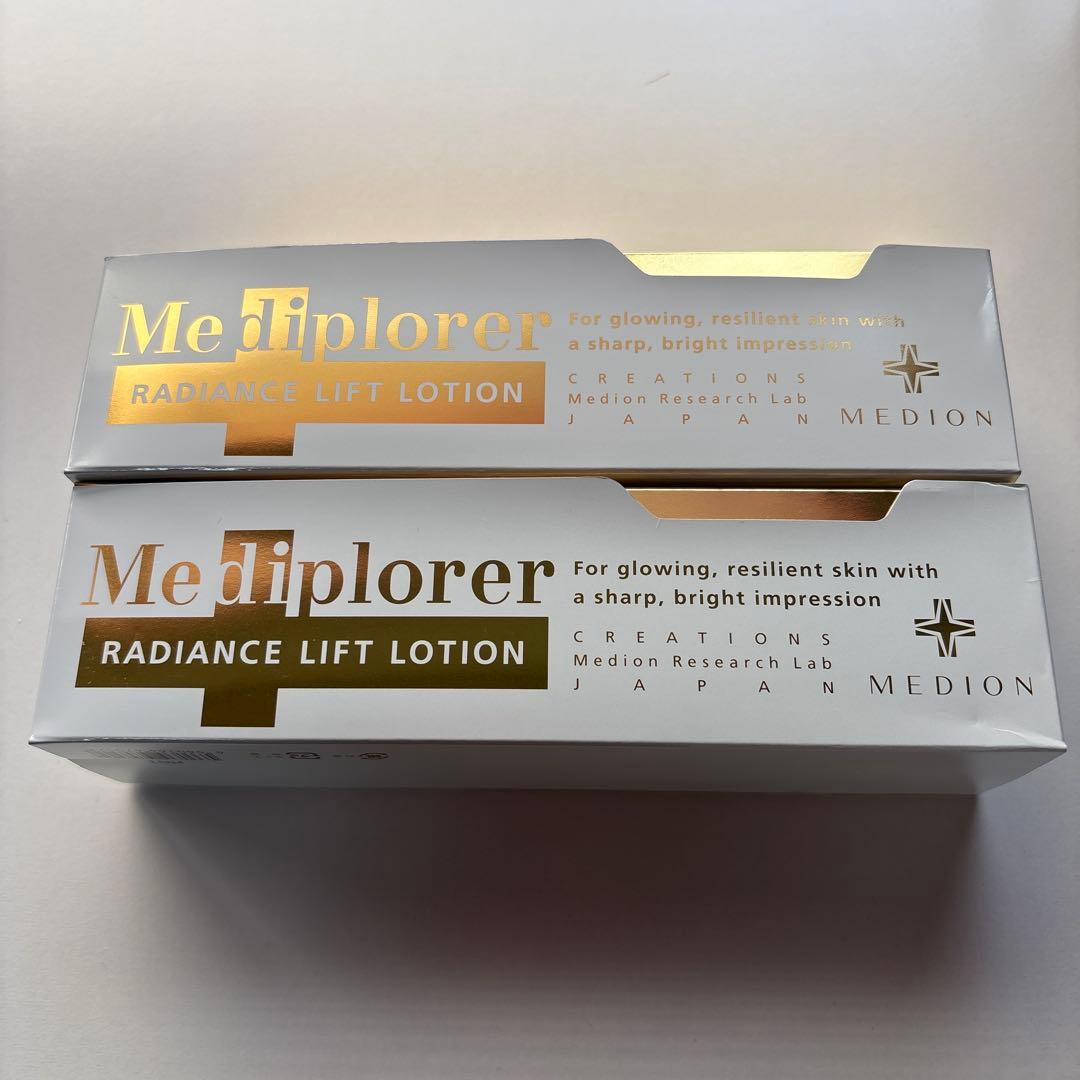 Mediplorer
RADIANCE LIFT LOTION
For glowing, resilient skin with
a sharp, bright impression
CREATIONS
Medion Research Lab
JAPAN
MEDION
Mediplorer
RADIANCE LIFT LOTION
For glowing, resilient skin with
a sharp, bright impression
CREATIONS
Medion Research Lab
JAPAN
MEDION